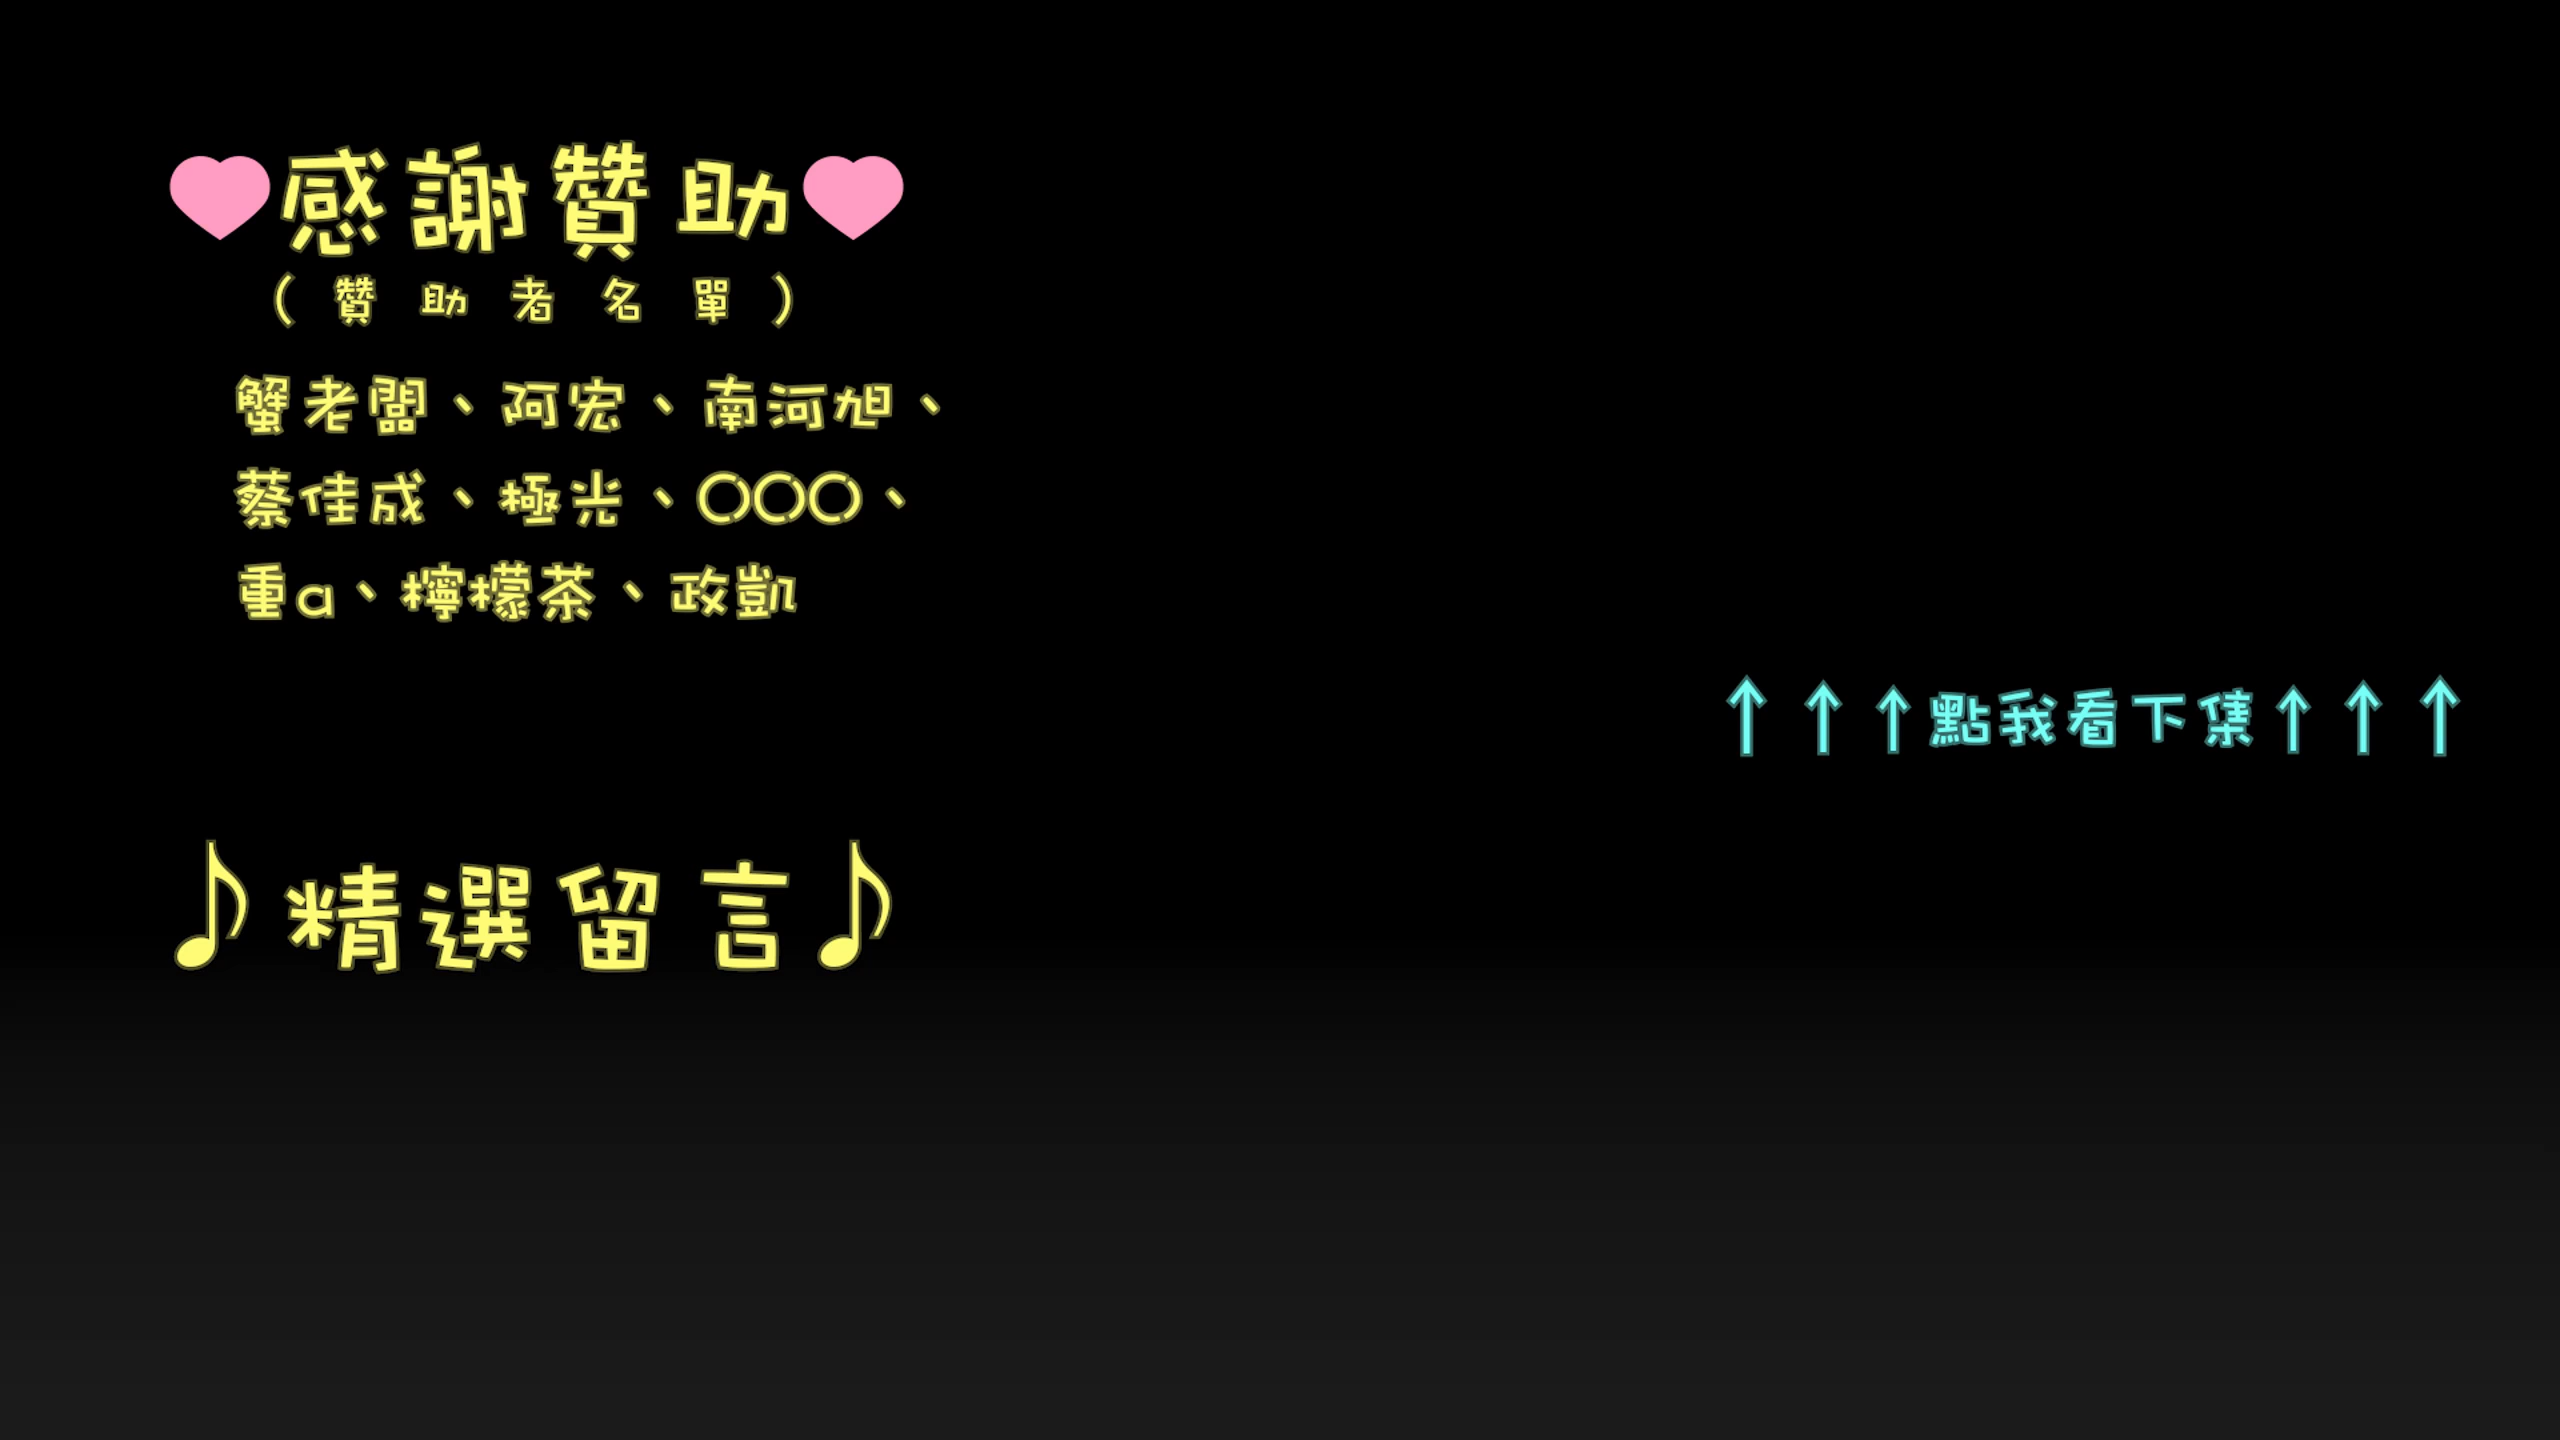 感謝贊助
(贊助者名單)
蟹老闆、阿宏、南河旭、
蔡佳成、極光、〇〇〇、
重a、檸檬茶、政凱
↑↑↑點我看下集↑↑↑
♪精選留言♪